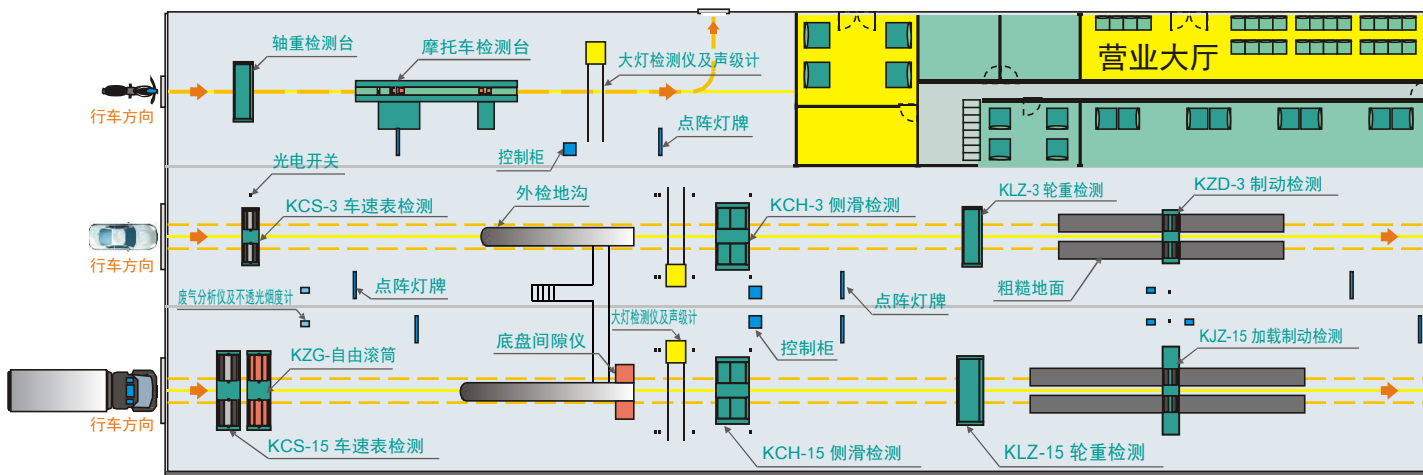 轴重检测台
摩托车检测台
大灯检测仪及声级计
营业大厅
行车方向
点阵灯牌
控制柜
光电开关
外检地沟
KLZ-3 轮重检测
KZD-3 制动检测
KCS-3 车速表检测
KCH-3 侧滑检测
行车方向
废气分析仪及不透光烟度计
点阵灯牌
点阵灯牌
粗糙地面
大灯检测仪及声级计
底盘间隙仪
控制柜
KJZ-15 加载制动检测
KZG-自由滚筒
行车方向
KCS-15 车速表检测
KCH-15 侧滑检测
KLZ-15 轮重检测